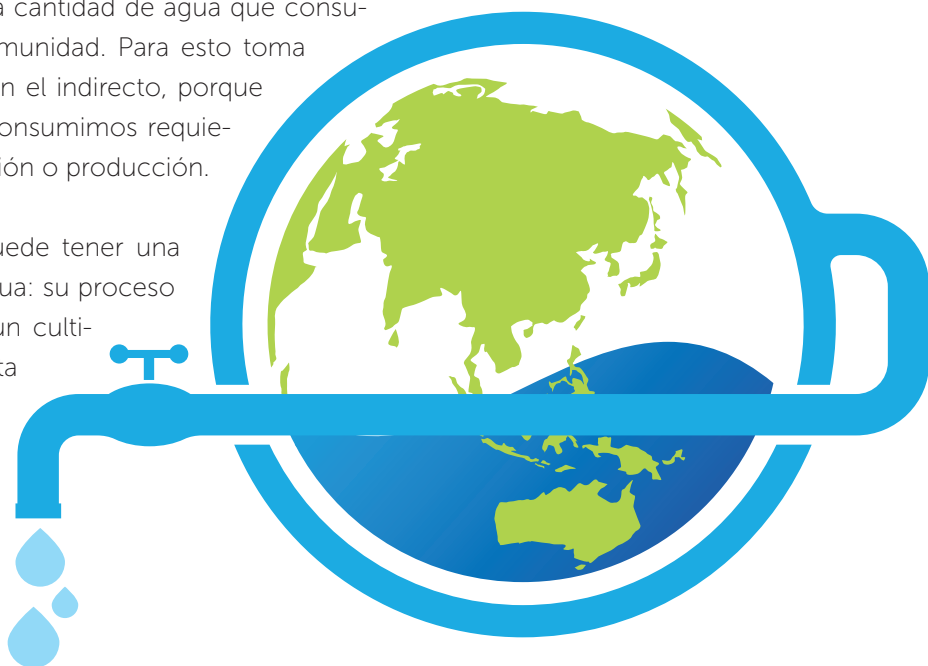 a cantidad de agua que consu-
munidad. Para esto toma
n el indirecto, porque
onsumimos requie-
ión o producción.
uede tener una
ua: su proceso
un culti-
ta